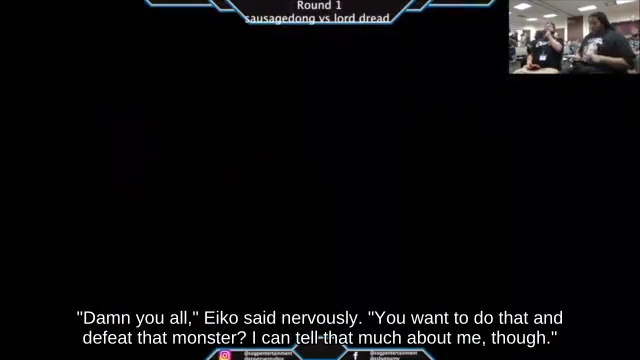 Round 1
sausagedong vs lord dread
"Damn you all," Eiko said nervously. "You want to do that and
defeat that monster? I can tell that much about me, though."